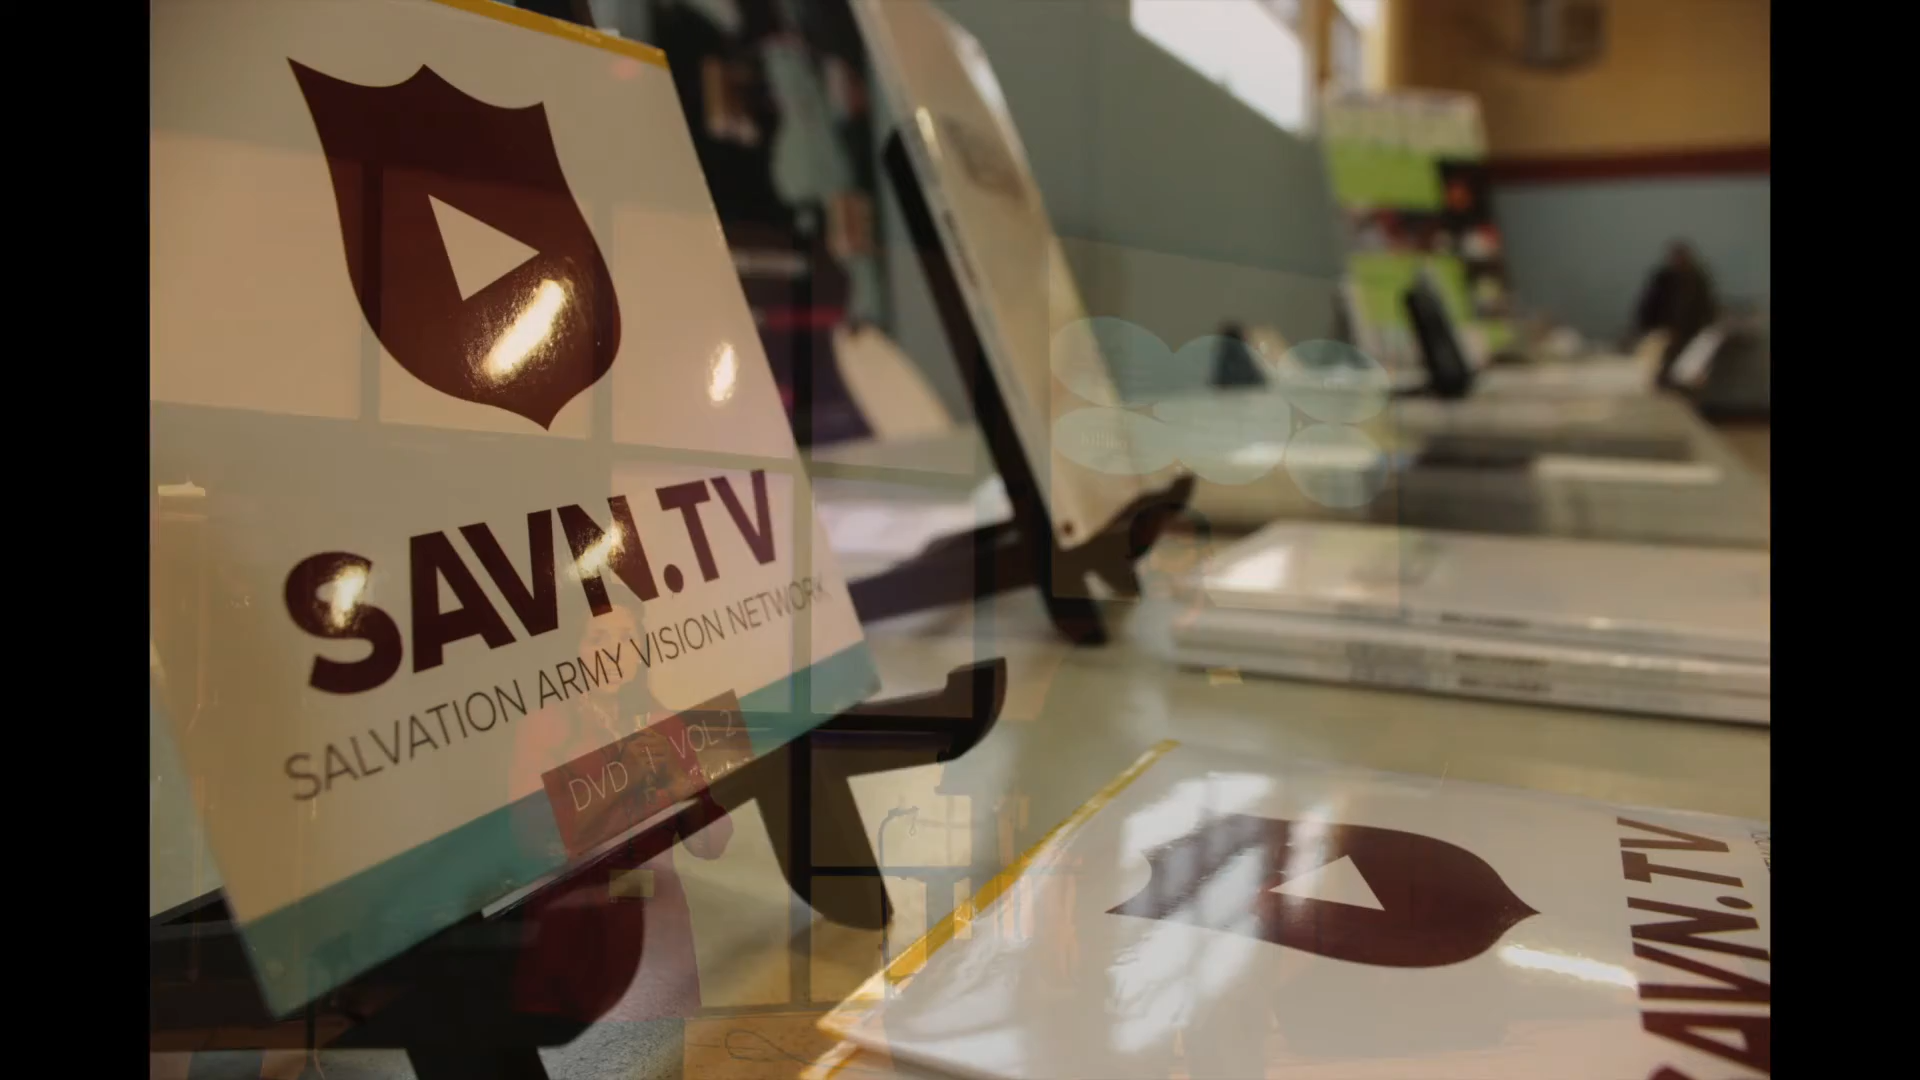 SAVN.TV
SALVATION ARMY VISION NETWORK
DVD | VOL 2
SAVN.TV